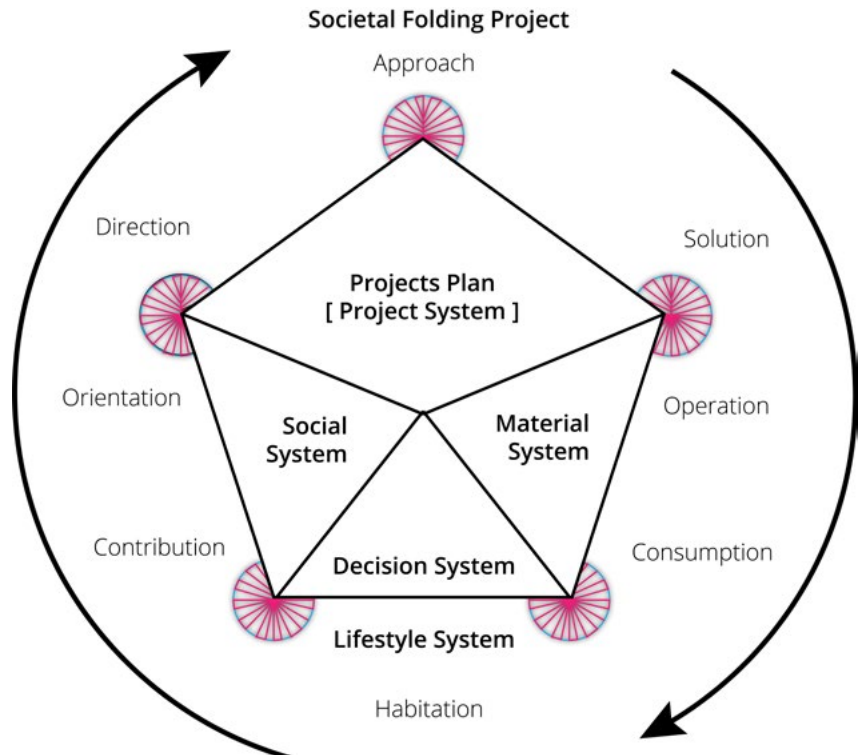 Societal Folding Project
Approach
Direction
Solution
Projects Plan
[ Project System ]
Orientation
Operation
Social
System
Material
System
Contribution
Consumption
Decision System
Lifestyle System
Habitation